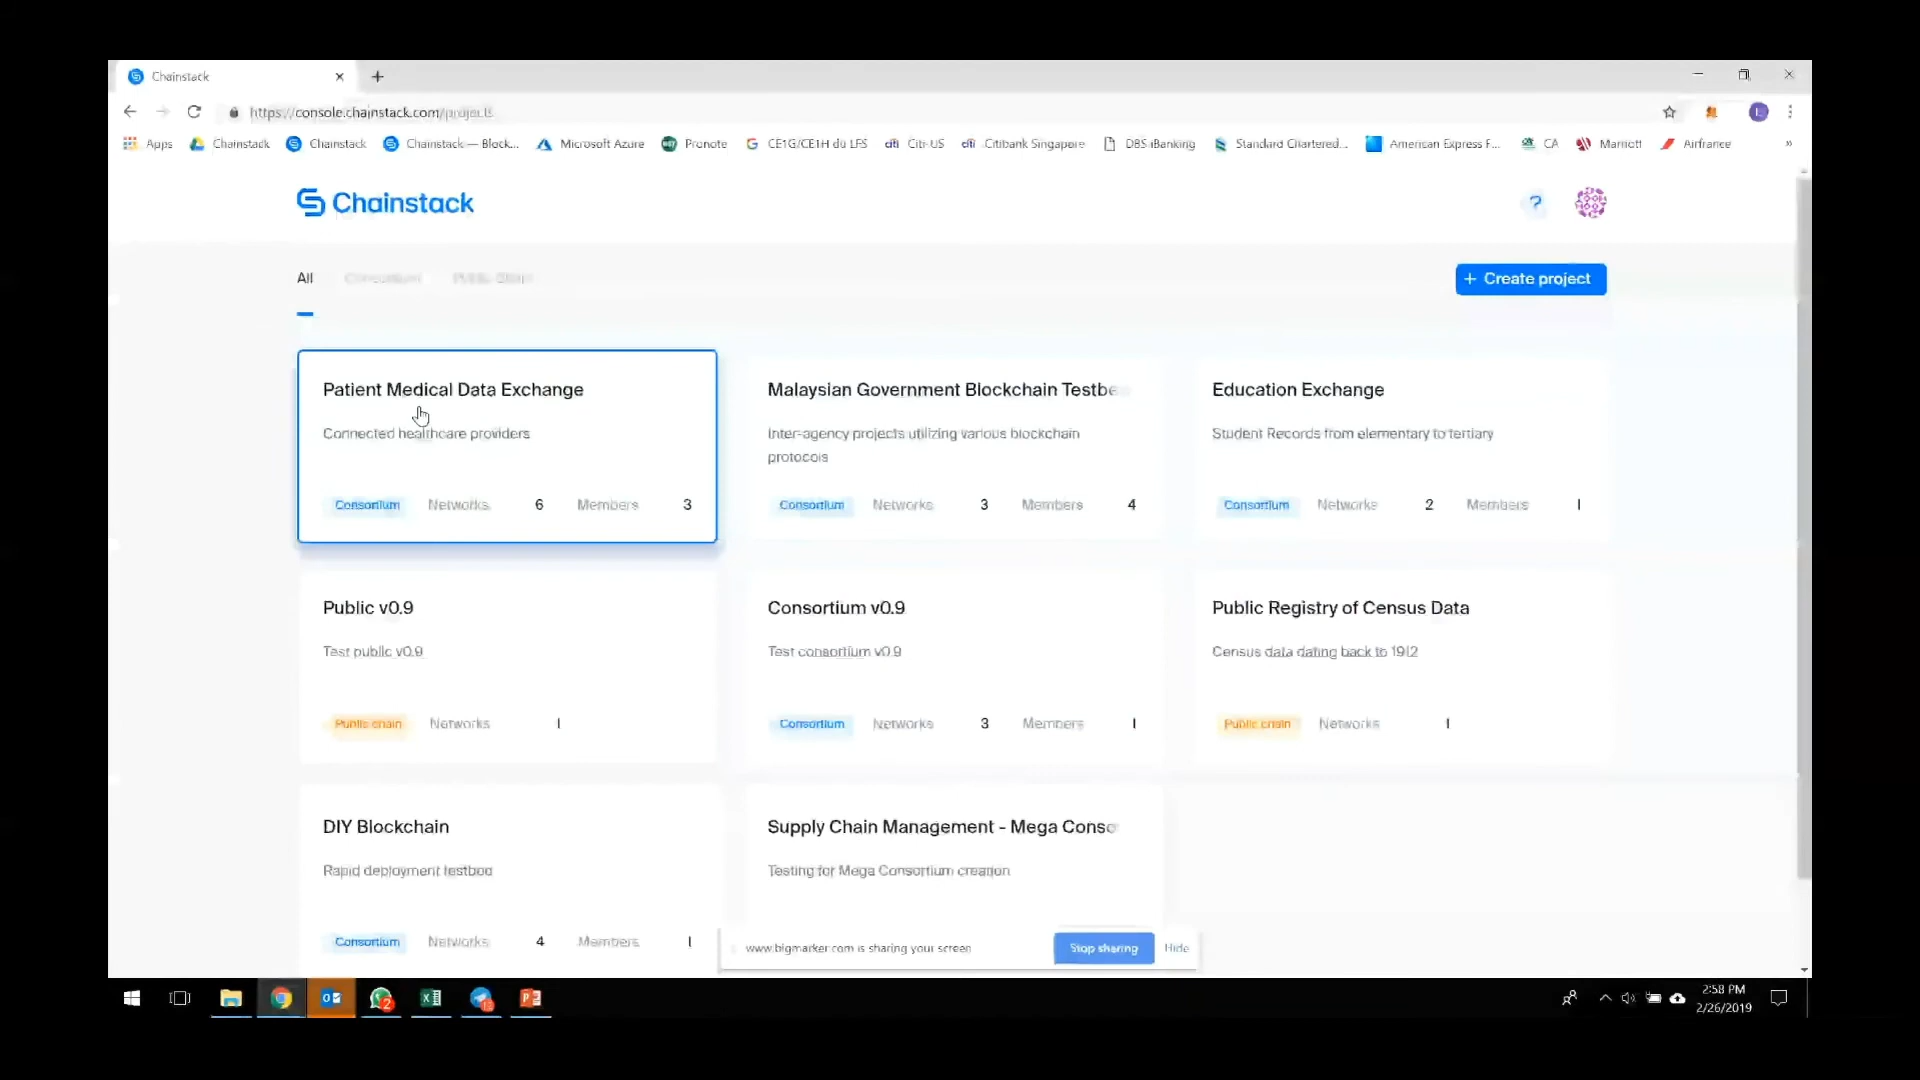 Chainstack
https://console.chainstack.com/projects
Apps Chainstack Chainstack Chainstack — Block... Microsoft Azure Pronote CE1G/CE1H du LFS Citi US Citibank Singapore DBS iBanking Standard Chartered... American Express F... CA Marriott Airfrance »
Chainstack ?
All Consortium Public chain + Create project
Patient Medical Data Exchange
Connected healthcare providers
Consortium Networks 6 Members 3
Malaysian Government Blockchain Testbe
Inter-agency projects utilizing various blockchain
protocols
Consortium Networks 3 Members 4
Education Exchange
Student Records from elementary to tertiary
Consortium Networks 2 Members 1
Public v0.9
Test public v0.9
Public chain Networks 1
Consortium v0.9
Test consortium v0.9
Consortium Networks 3 Members 1
Public Registry of Census Data
Census data dating back to 1912
Public chain Networks 1
DIY Blockchain
Rapid deployment testbed
Consortium Networks 4 Members 1
Supply Chain Management - Mega Conso
Testing for Mega Consortium creation
www.bigmarker.com is sharing your screen Stop sharing Hide
2:58 PM
2/26/2019